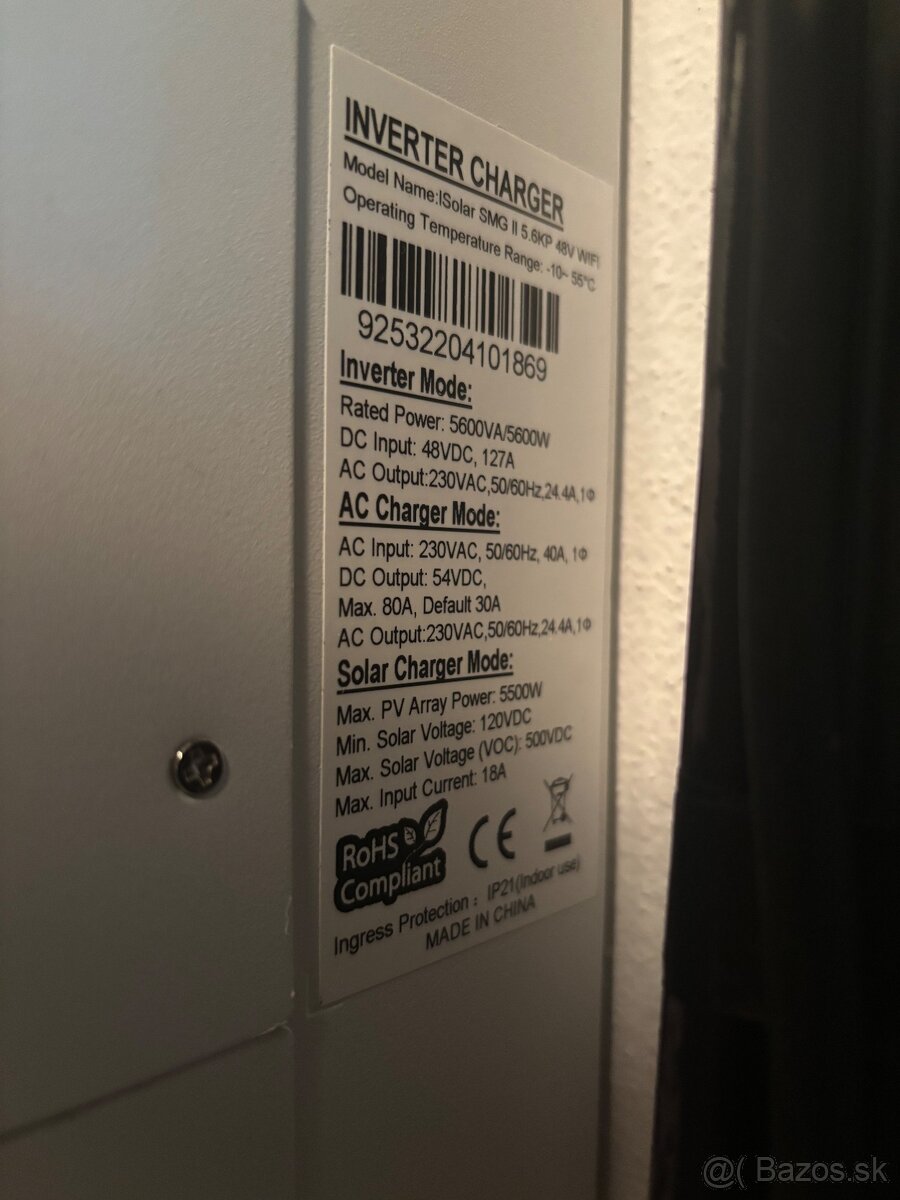 INVERTER CHARGER
Model Name:ISolar SMG II 5.6KP 48V WIFI
Operating Temperature Range: -10~ 55°C
92532204101869
Inverter Mode:
Rated Power: 5600VA/5600W
DC Input: 48VDC, 127A
AC Output:230VAC,50/60Hz,24.4A,1Φ
AC Charger Mode:
AC Input: 230VAC, 50/60Hz, 40A, 1Φ
DC Output: 54VDC,
Max. 80A, Default 30A
AC Output:230VAC,50/60Hz,24.4A,1Φ
Solar Charger Mode:
Max. PV Array Power: 5500W
Min. Solar Voltage: 120VDC
Max. Solar Voltage (VOC): 500VDC
Max. Input Current: 18A
RoHS
Compliant
CE
Ingress Protection : IP21(Indoor use)
MADE IN CHINA
@( Bazos.sk